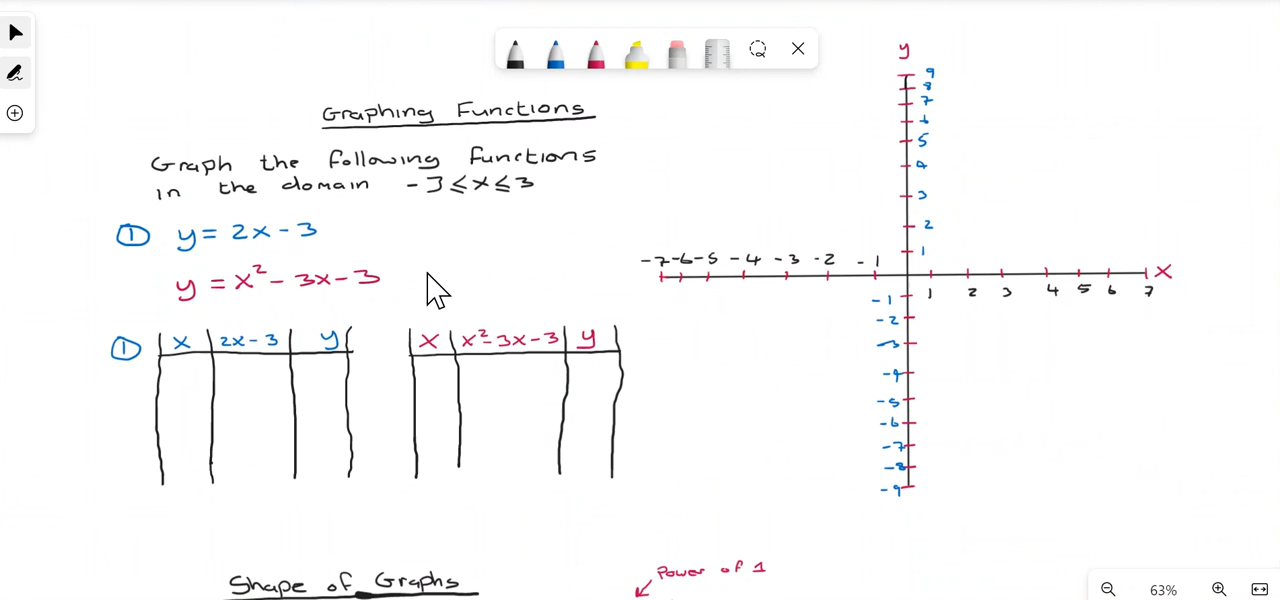 Graphing Functions
Graph the following functions
in the domain -3 ≤ x ≤ 3
① y = 2x - 3
y = x² - 3x - 3
① x 2x - 3 y
x x² - 3x - 3 y
y
9
8
7
6
5
4
3
2
1
-7 -6 -5 -4 -3 -2 -1
1 2 3 4 5 6 7 x
-1
-2
-3
-4
-5
-6
-7
-8
-9
Shape of Graphs
Power of 1
63%